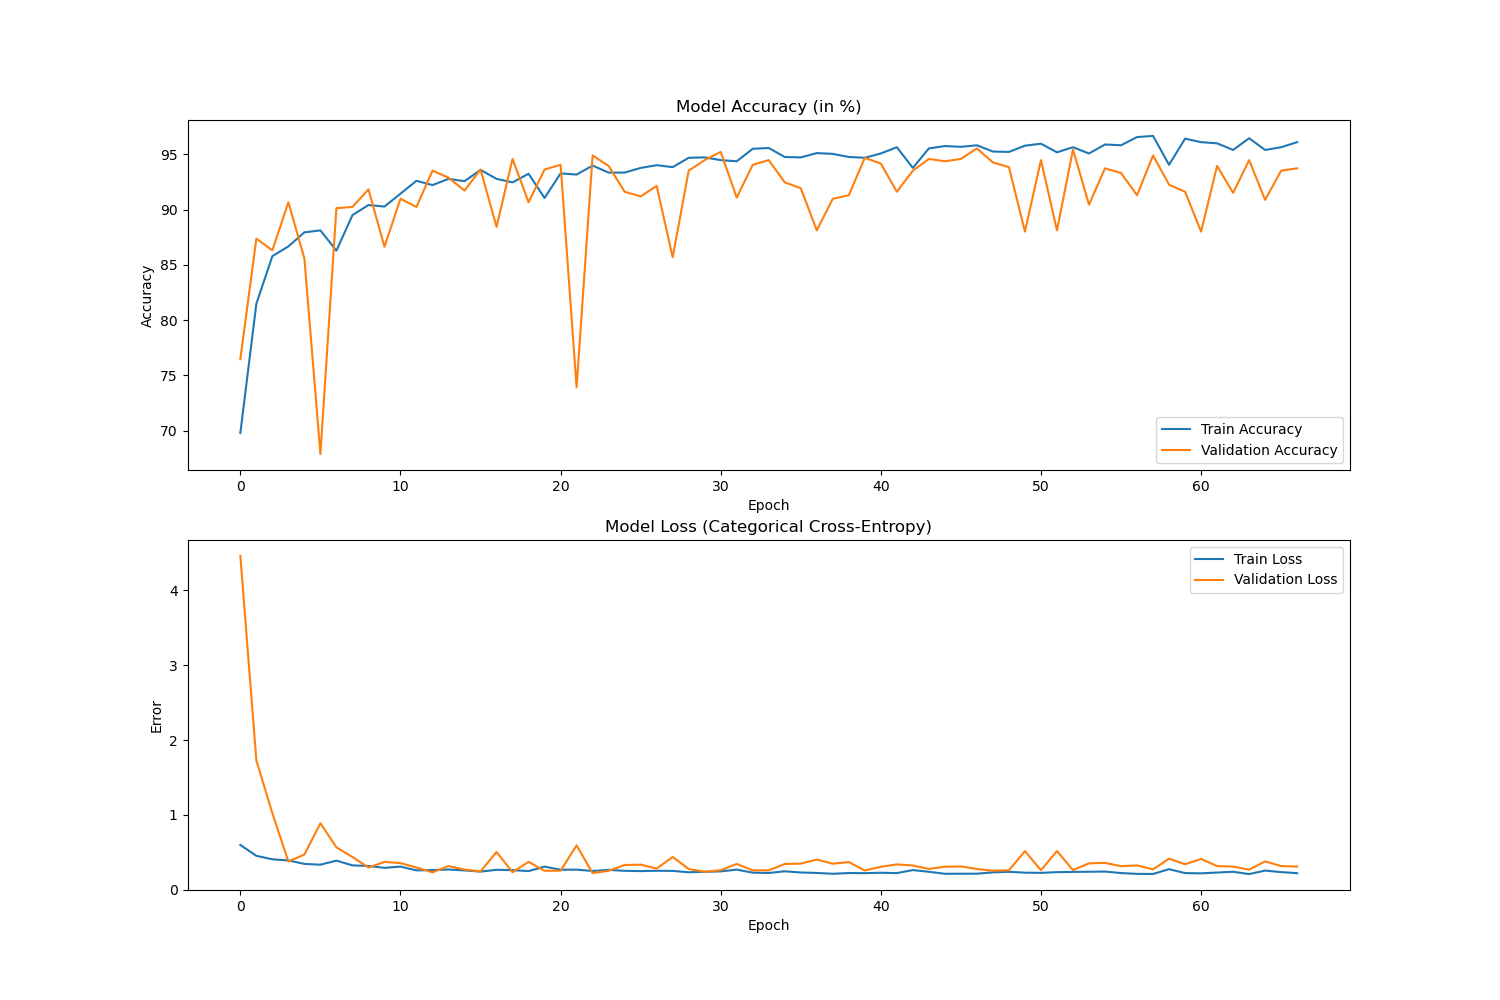 Model Accuracy (in %)
Accuracy
95
90
85
80
75
70
0 10 20 30 40 50 60
Epoch
Train Accuracy
Validation Accuracy
Model Loss (Categorical Cross-Entropy)
Error
4
3
2
1
0
0 10 20 30 40 50 60
Epoch
Train Loss
Validation Loss